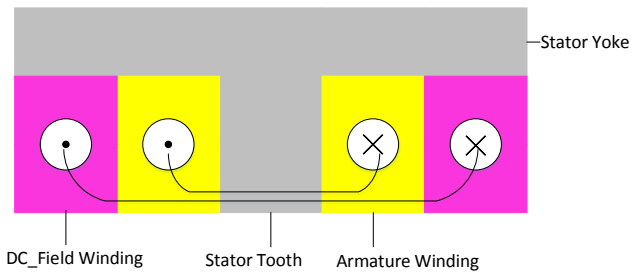 Stator Yoke
DC_Field Winding
Stator Tooth
Armature Winding